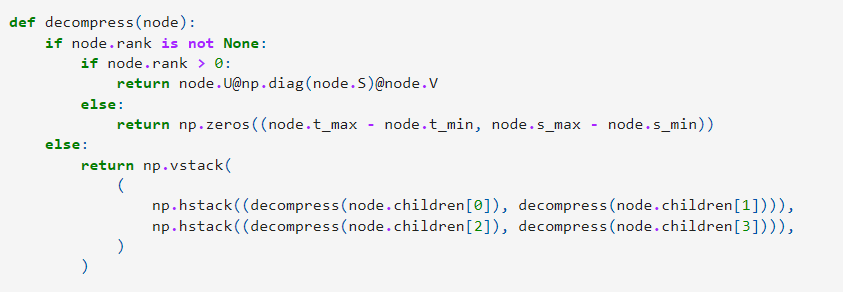 def decompress(node):
    if node.rank is not None:
        if node.rank > 0:
            return node.U@np.diag(node.S)@node.V
        else:
            return np.zeros((node.t_max - node.t_min, node.s_max - node.s_min))
    else:
        return np.vstack(
            (
                np.hstack((decompress(node.children[0]), decompress(node.children[1]))),
                np.hstack((decompress(node.children[2]), decompress(node.children[3]))),
            )
        )